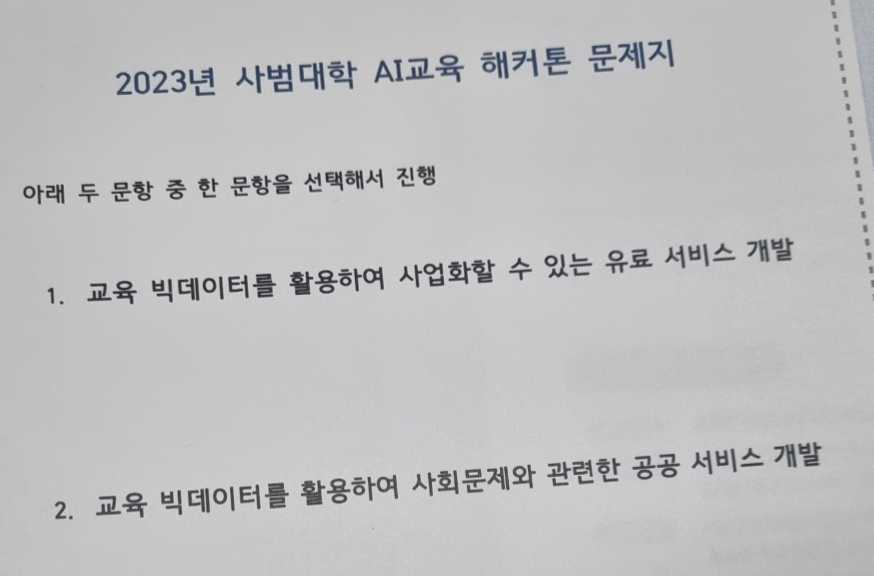 2023년 사범대학 AI교육 해커톤 문제지
아래 두 문항 중 한 문항을 선택해서 진행
1. 교육 빅데이터를 활용하여 사업화할 수 있는 유료 서비스 개발
2. 교육 빅데이터를 활용하여 사회문제와 관련한 공공 서비스 개발